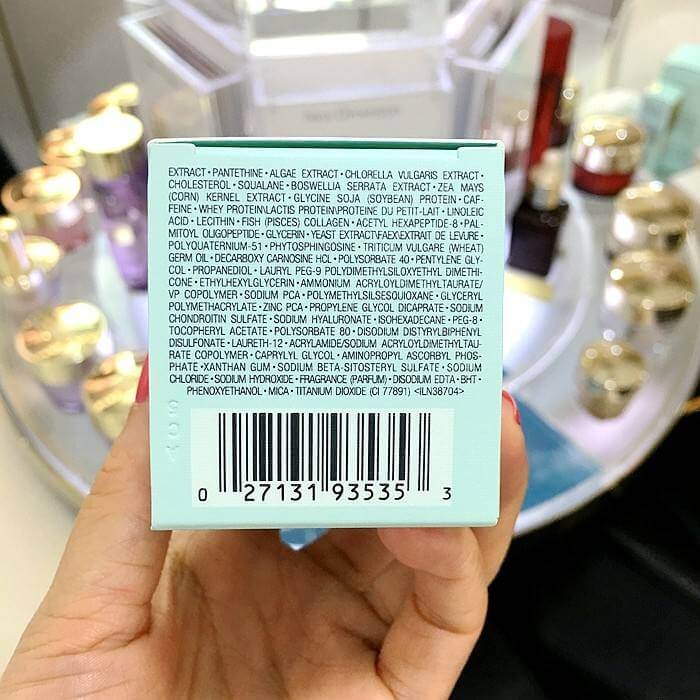 EXTRACT • PANTETHINE • ALGAE EXTRACT • CHLORELLA VULGARIS EXTRACT •
CHOLESTEROL • SQUALANE • BOSWELLIA SERRATA EXTRACT • ZEA MAYS
(CORN) KERNEL EXTRACT • GLYCINE SOJA (SOYBEAN) PROTEIN • CAF-
FEINE • WHEY PROTEIN\LACTIS PROTEIN\PROTEINE DU PETIT-LAIT • LINOLEIC
ACID • LECITHIN • FISH (PISCES) COLLAGEN • ACETYL HEXAPEPTIDE-8 • PAL-
MITOYL OLIGOPEPTIDE • GLYCERIN • YEAST EXTRACT\FAEX\EXTRAIT DE LEVURE •
POLYQUATERNIUM-51 • PHYTOSPHINGOSINE • TRITICUM VULGARE (WHEAT)
GERM OIL • DECARBOXY CARNOSINE HCL • POLYSORBATE 40 • PENTYLENE GLY-
COL • PROPANEDIOL • LAURYL PEG-9 POLYDIMETHYLSILOXYETHYL DIMETHI-
CONE • ETHYLHEXYLGLYCERIN • AMMONIUM ACRYLOYLDIMETHYLTAURATE/
VP COPOLYMER • SODIUM PCA • POLYMETHYLSILSESQUIOXANE • GLYCERYL
POLYMETHACRYLATE • ZINC PCA • PROPYLENE GLYCOL DICAPRATE • SODIUM
CHONDROITIN SULFATE • SODIUM HYALURONATE • ISOHEXADECANE • PEG-8 •
TOCOPHERYL ACETATE • POLYSORBATE 80 • DISODIUM DISTYRYLBIPHENYL
DISULFONATE • LAURETH-12 • ACRYLAMIDE/SODIUM ACRYLOYLDIMETHYLTAU-
RATE COPOLYMER • CAPRYLYL GLYCOL • AMINOPROPYL ASCORBYL PHOS-
PHATE • XANTHAN GUM • SODIUM BETA-SITOSTERYL SULFATE • SODIUM
CHLORIDE • SODIUM HYDROXIDE • FRAGRANCE (PARFUM) • DISODIUM EDTA • BHT •
PHENOXYETHANOL • MICA • TITANIUM DIOXIDE (CI 77891) <ILN38704>
0 27131 93535 3